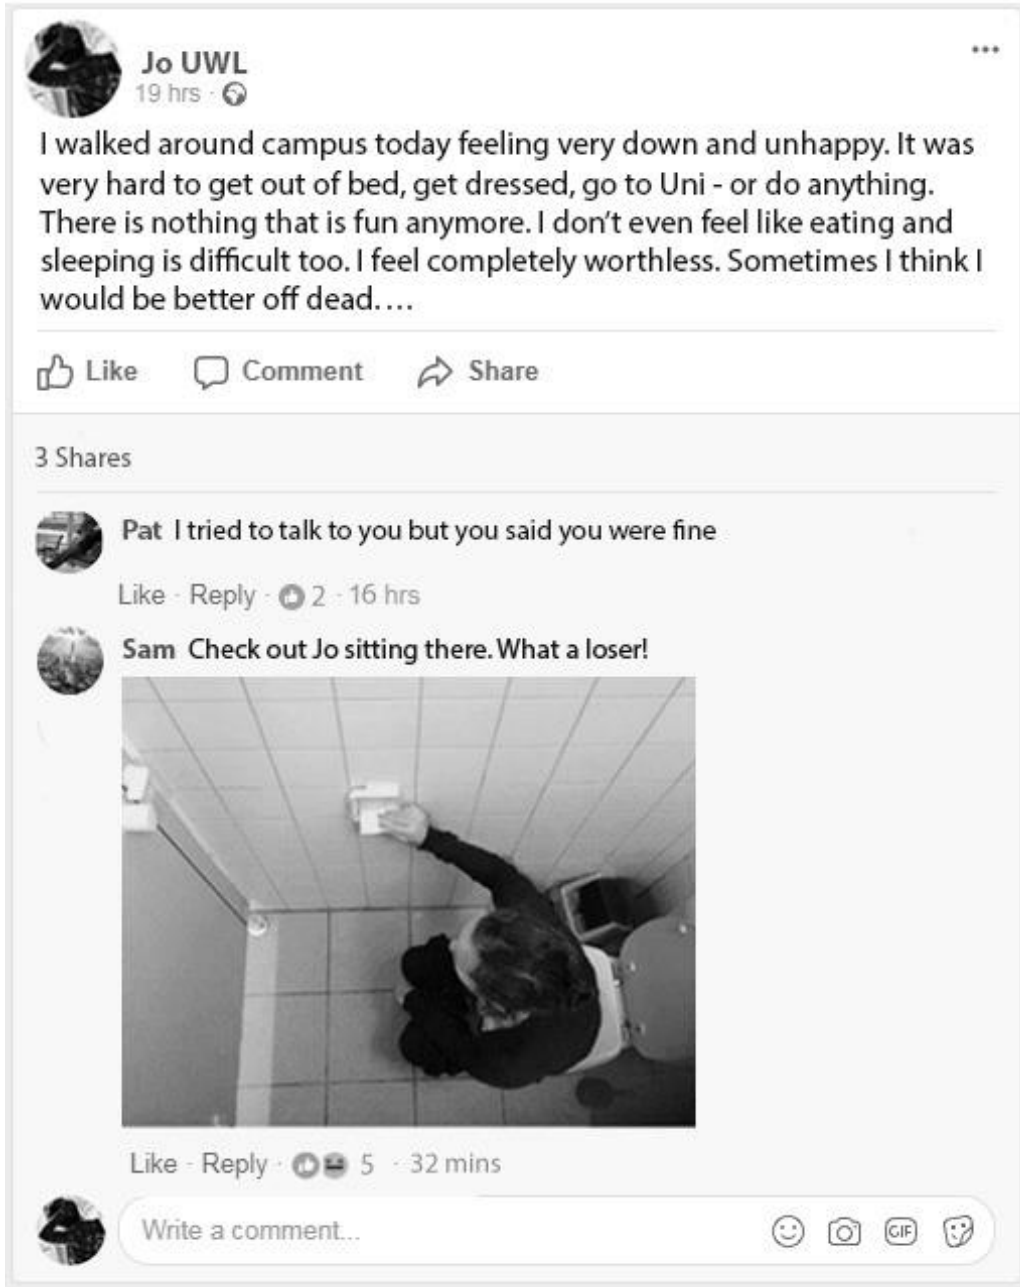 Jo UWL
19 hrs ·
I walked around campus today feeling very down and unhappy. It was
very hard to get out of bed, get dressed, go to Uni - or do anything.
There is nothing that is fun anymore. I don't even feel like eating and
sleeping is difficult too. I feel completely worthless. Sometimes I think I
would be better off dead....
Like Comment Share
3 Shares
Pat I tried to talk to you but you said you were fine
Like · Reply · 2 · 16 hrs
Sam Check out Jo sitting there. What a loser!
Like · Reply · 5 · 32 mins
Write a comment... GIF